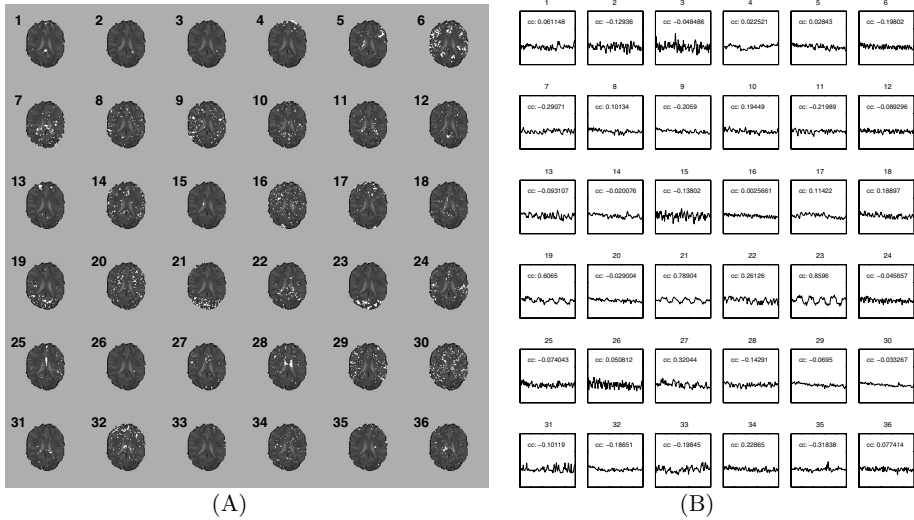 1 2 3 4 5 6
7 8 9 10 11 12
13 14 15 16 17 18
19 20 21 22 23 24
25 26 27 28 29 30
31 32 33 34 35 36
(A)
1 2 3 4 5 6
cc: 0.061148 cc: −0.12936 cc: −0.048486 cc: 0.022521 cc: 0.02843 cc: −0.19802
7 8 9 10 11 12
cc: −0.29071 cc: 0.10134 cc: −0.2059 cc: 0.19449 cc: −0.21989 cc: −0.089296
13 14 15 16 17 18
cc: −0.093107 cc: −0.020076 cc: −0.13802 cc: 0.0025661 cc: 0.11422 cc: 0.18897
19 20 21 22 23 24
cc: 0.6065 cc: −0.029004 cc: 0.78904 cc: 0.26126 cc: 0.8596 cc: −0.045657
25 26 27 28 29 30
cc: −0.074043 cc: 0.050812 cc: 0.32044 cc: −0.14291 cc: −0.0695 cc: −0.033267
31 32 33 34 35 36
cc: −0.10119 cc: −0.18651 cc: −0.19845 cc: 0.22865 cc: −0.31838 cc: 0.077414
(B)